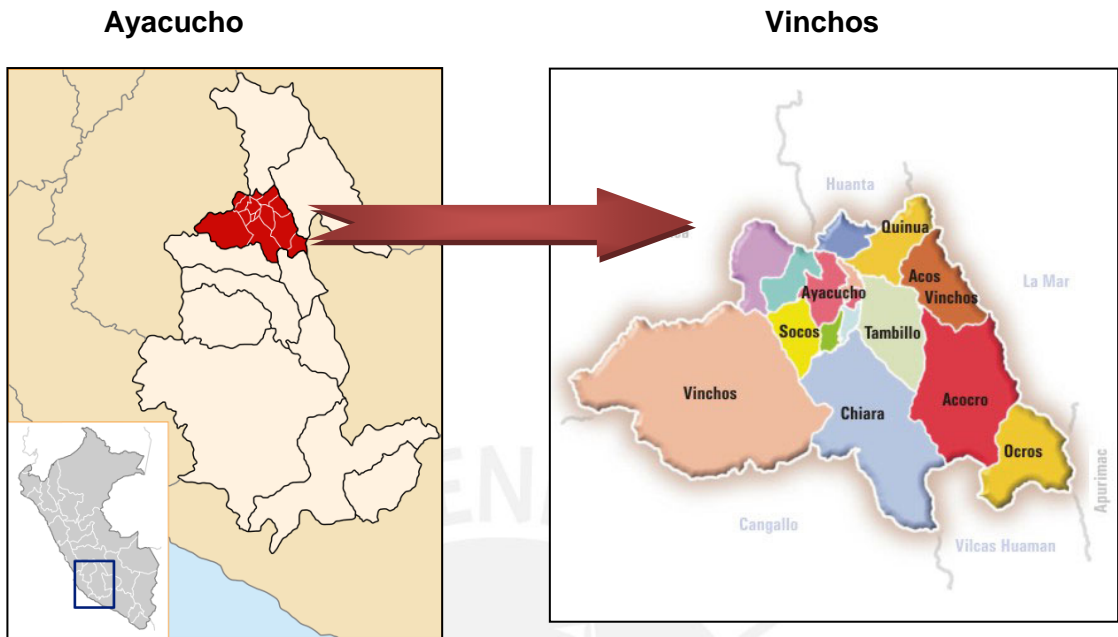 Ayacucho
Vinchos
Huanta
Quinua
La Mar
Acos
Vinchos
Ayacucho
Socos
Tambillo
Vinchos
Chiara
Acocro
Ocros
Apurimac
Cangallo
Vilcas Huaman